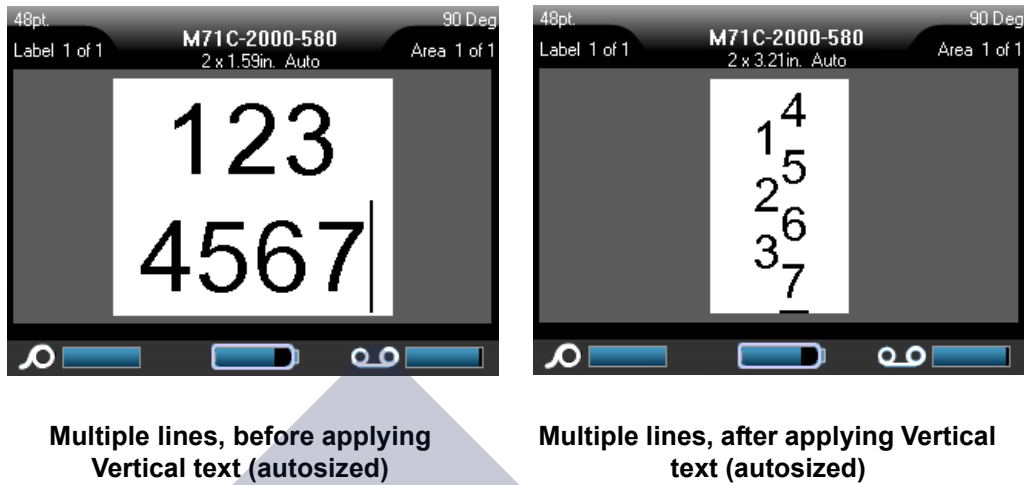 48pt.
90 Deg
Label 1 of 1
M71C-2000-580
Area 1 of 1
2 x 1.59in. Auto
123
4567
48pt.
90 Deg
Label 1 of 1
M71C-2000-580
Area 1 of 1
2 x 3.21in. Auto
4
1
5
2
6
3
7
Multiple lines, before applying
Vertical text (autosized)
Multiple lines, after applying Vertical
text (autosized)